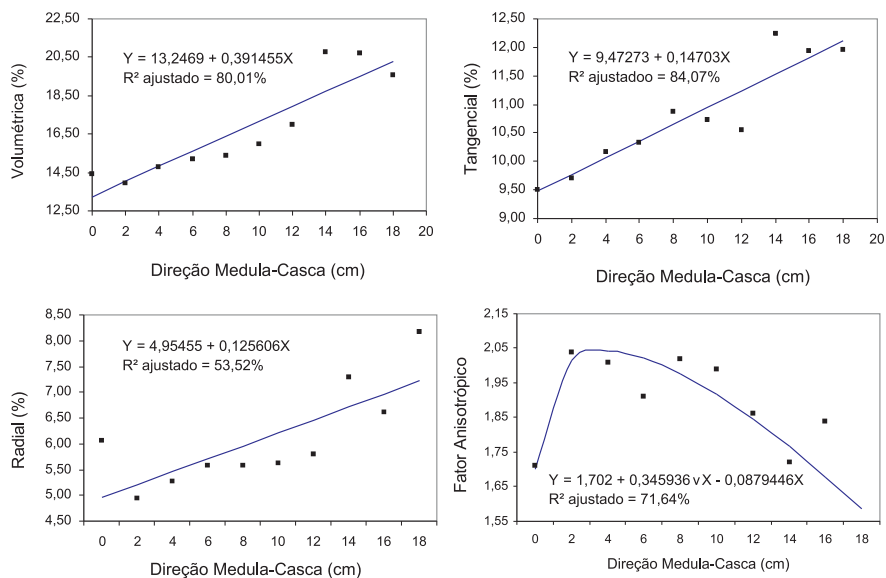 Volumétrica (%)
20,50
18,50
16,50
14,50
12,50
Y = 13,2469 + 0,391455X
R² ajustado = 80,01%
0 2 4 6 8 10 12 14 16 18 20
Direção Medula-Casca (cm)
Tangencial (%)
12,50
12,00
11,50
11,00
10,50
10,00
9,50
9,00
Y = 9,47273 + 0,14703X
R² ajustadoo = 84,07%
0 2 4 6 8 10 12 14 16 18 20
Direção Medula-Casca (cm)
Radial (%)
8,50
8,00
7,50
7,00
6,50
6,00
5,50
5,00
4,50
Y = 4,95455 + 0,125606X
R² ajustado = 53,52%
0 2 4 6 8 10 12 14 16 18
Direção Medula-Casca (cm)
Fator Anisotrópico
2,15
2,05
1,95
1,85
1,75
1,65
1,55
Y = 1,702 + 0,345936 vX - 0,0879446X
R² ajustado = 71,64%
0 2 4 6 8 10 12 14 16 18
Direção Medula-Casca (cm)